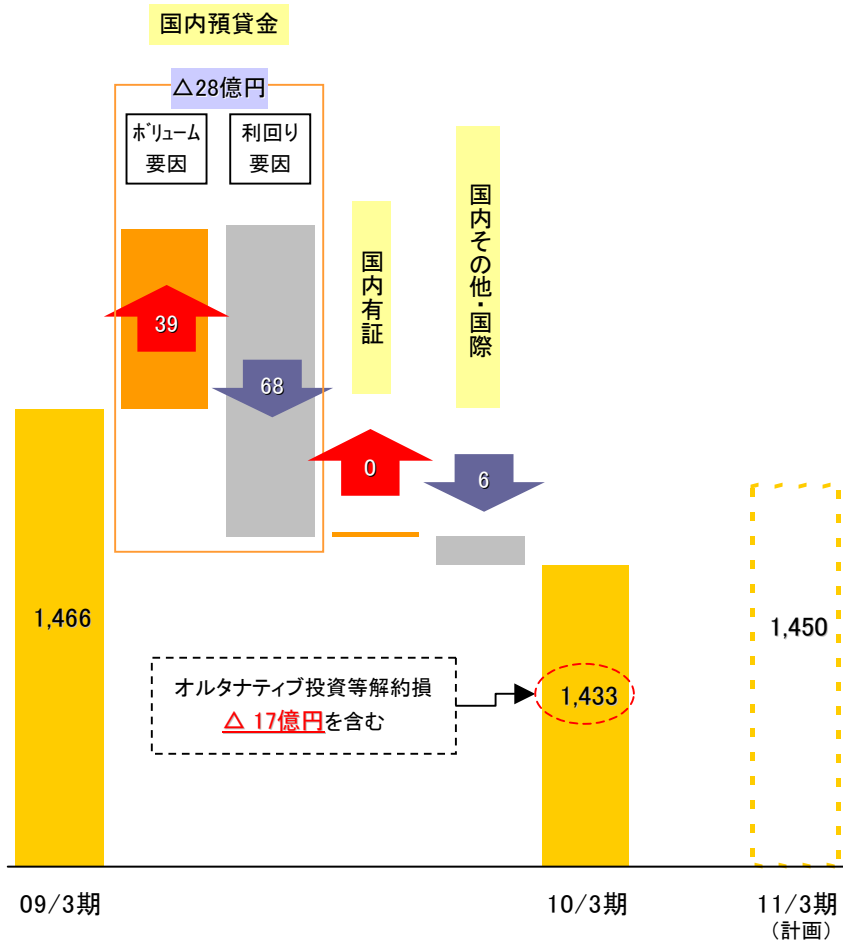 国内預貸金
△28億円
ボリューム
要因
利回り
要因
国内有証
国内その他・国際
39
68
0
6
1,466
1,433
1,450
オルタナティブ投資等解約損
△ 17億円を含む
09/3期
10/3期
11/3期
（計画）